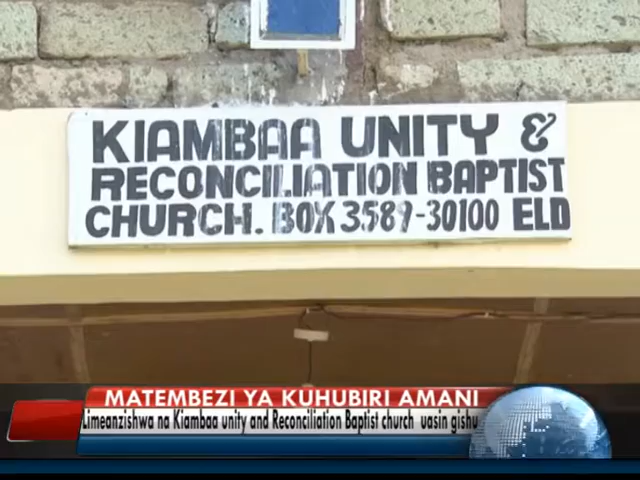 KIAMBAA UNITY &
RECONCILIATION BAPTIST
CHURCH. BOX 3589-30100 ELD
MATEMBEZI YA KUHUBIRI AMANI
Limeanzishwa na Kiambaa unity and Reconciliation Baptist church uasin gishu